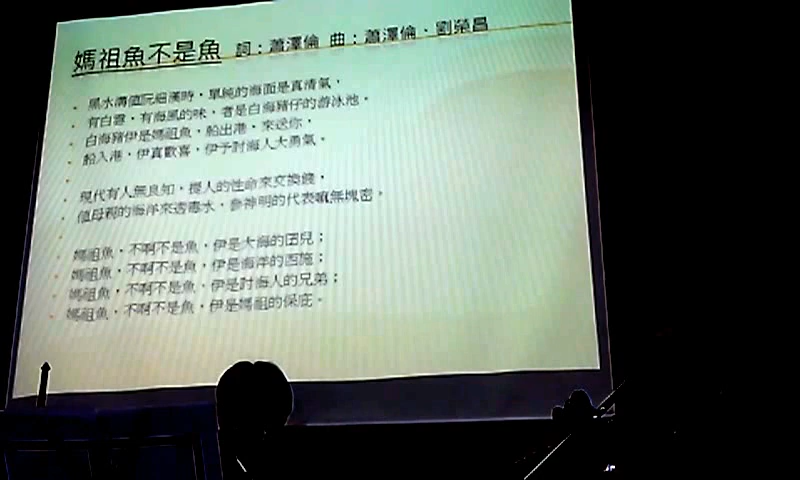 媽祖魚不是魚 詞：蕭澤倫 曲：蕭澤倫、劉榮昌
黑水溝值阮細漢時，單純的海面是真清氣，
有白雲，有海風的味，者是白海豬仔的游泳池。
白海豬伊是媽祖魚，船出港，來送你，
船入港，伊真歡喜，伊予討海人大勇氣。
現代有人無良知，提人的性命來交換錢，
值母親的海洋來透毒水，參神明的代表嘛無塊密。
媽祖魚，不啊不是魚，伊是大海的囝兒；
媽祖魚，不啊不是魚，伊是海洋的西施；
媽祖魚，不啊不是魚，伊是討海人的兄弟；
媽祖魚，不啊不是魚，伊是媽祖的保庇。